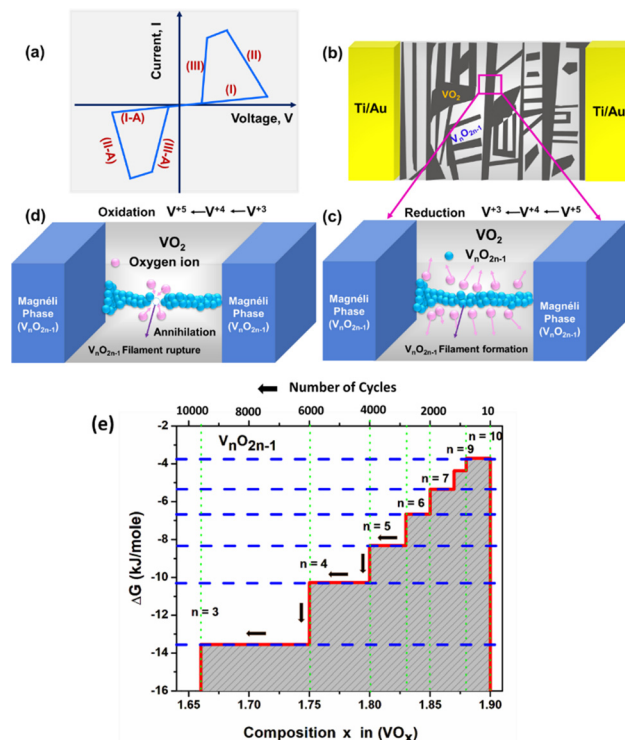 (a)
Current, I
(III)
(II)
(I)
Voltage, V
(I-A)
(II-A)
(III-A)
(b)
Ti/Au
VO2
VnO2n-1
Ti/Au
(d)
Oxidation V+5 ← V+4 ← V+3
VO2
Oxygen ion
Magnéli
Phase
(VnO2n-1)
Magnéli
Phase
(VnO2n-1)
Annihilation
VnO2n-1 Filament rupture
(c)
Reduction V+3 ← V+4 ← V+5
VO2
VnO2n-1
Magnéli
Phase
(VnO2n-1)
Magnéli
Phase
(VnO2n-1)
VnO2n-1 Filament formation
(e)
Number of Cycles
10000 8000 6000 4000 2000 10
VnO2n-1
n = 10
n = 9
n = 7
n = 6
n = 5
n = 4
n = 3
ΔG (kJ/mole)
-2
-4
-6
-8
-10
-12
-14
-16
1.65 1.70 1.75 1.80 1.85 1.90
Composition x in (VOx)